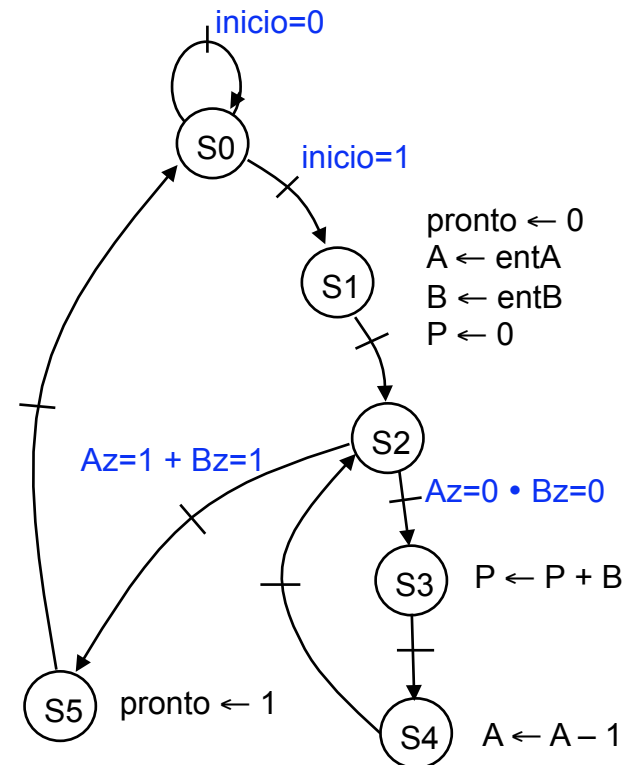 inicio=0
S0
inicio=1
pronto ← 0
A ← entA
S1
B ← entB
P ← 0
S2
Az=1 + Bz=1
Az=0 • Bz=0
S3
P ← P + B
S5
pronto ← 1
S4
A ← A – 1